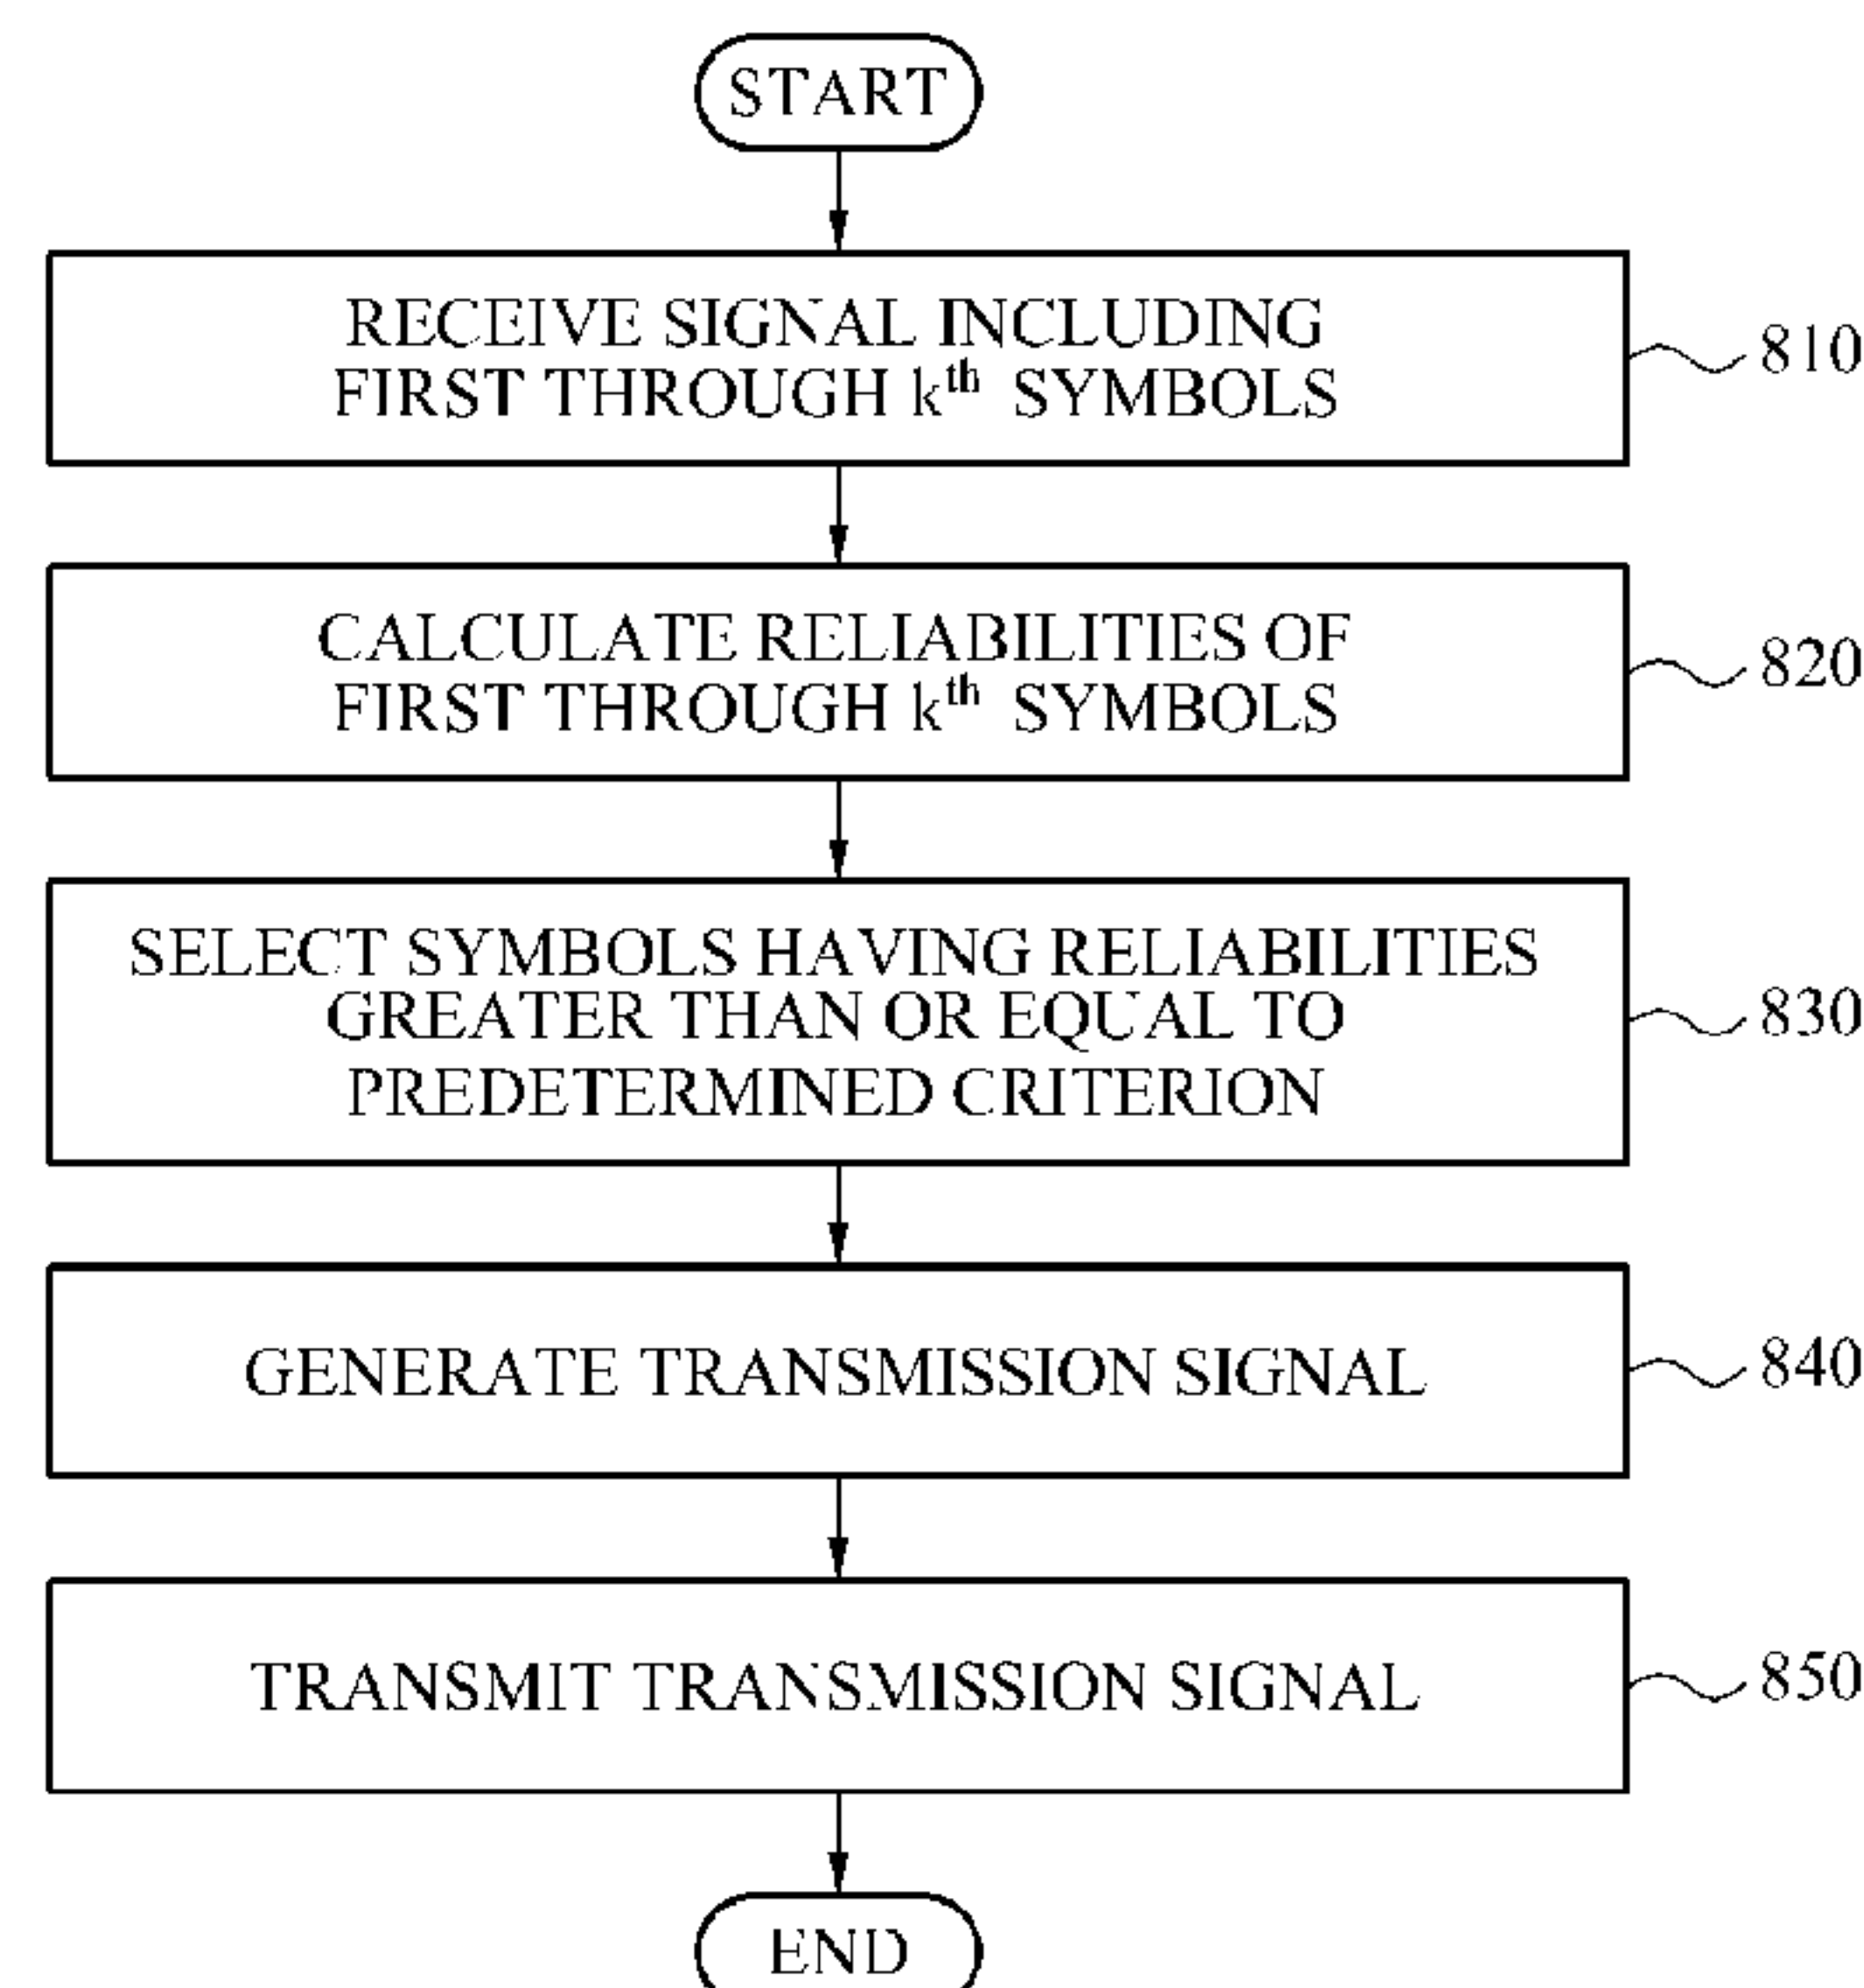 START
RECEIVE SIGNAL INCLUDING
FIRST THROUGH kth SYMBOLS
810
CALCULATE RELIABILITIES OF
FIRST THROUGH kth SYMBOLS
820
SELECT SYMBOLS HAVING RELIABILITIES
GREATER THAN OR EQUAL TO
PREDETERMINED CRITERION
830
GENERATE TRANSMISSION SIGNAL
840
TRANSMIT TRANSMISSION SIGNAL
850
END